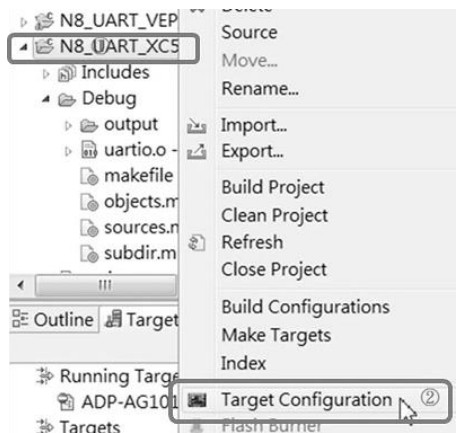 N8_UART_VEP
N8_UART_XC5
①
Includes
Debug
output
uartio.o -
makefile
objects.m
sources.m
subdir.m
Outline Target
Running Targe
ADP-AG101
Targets
Delete
Source
Move...
Rename...
Import...
Export...
Build Project
Clean Project
Refresh
Close Project
Build Configurations
Make Targets
Index
Target Configuration ②
Flash Burner